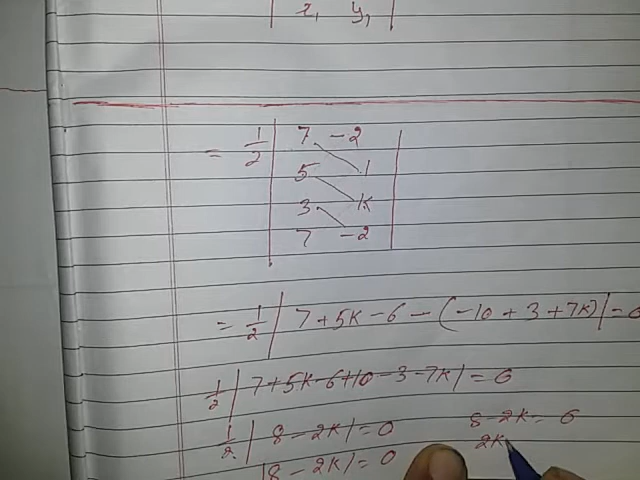 x₁ y₁
= 1/2 | 7 -2 |
5 1
3 K
7 -2
= 1/2 | 7 + 5K - 6 - (-10 + 3 + 7K) | = 0
1/2 | 7 + 5K - 6 + 10 - 3 - 7K | = 0
1/2 | 8 - 2K | = 0 8 - 2K = 0
|8 - 2K| = 0 2K